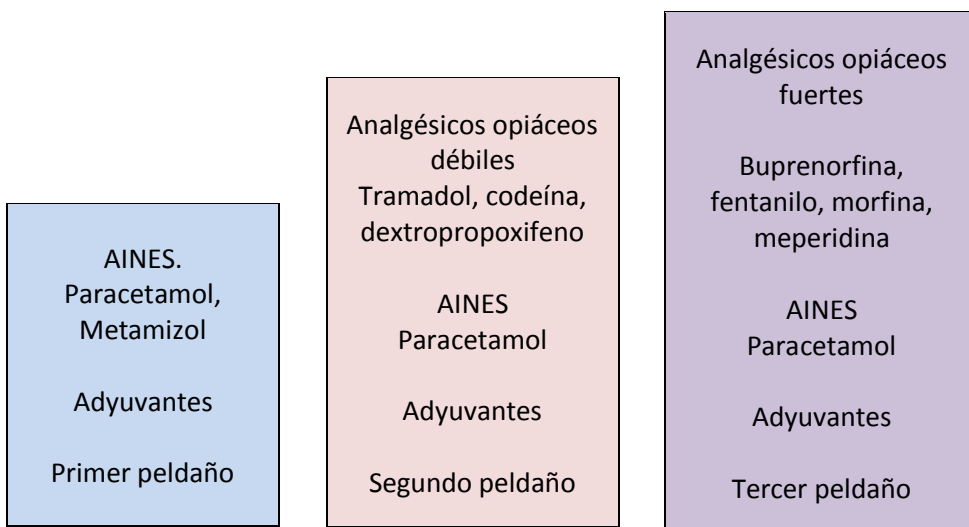 AINES.
Paracetamol,
Metamizol
Adyuvantes
Primer peldaño
Analgésicos opiáceos
débiles
Tramadol, codeína,
dextropropoxifeno
AINES
Paracetamol
Adyuvantes
Segundo peldaño
Analgésicos opiáceos
fuertes
Buprenorfina,
fentanilo, morfina,
meperidina
AINES
Paracetamol
Adyuvantes
Tercer peldaño